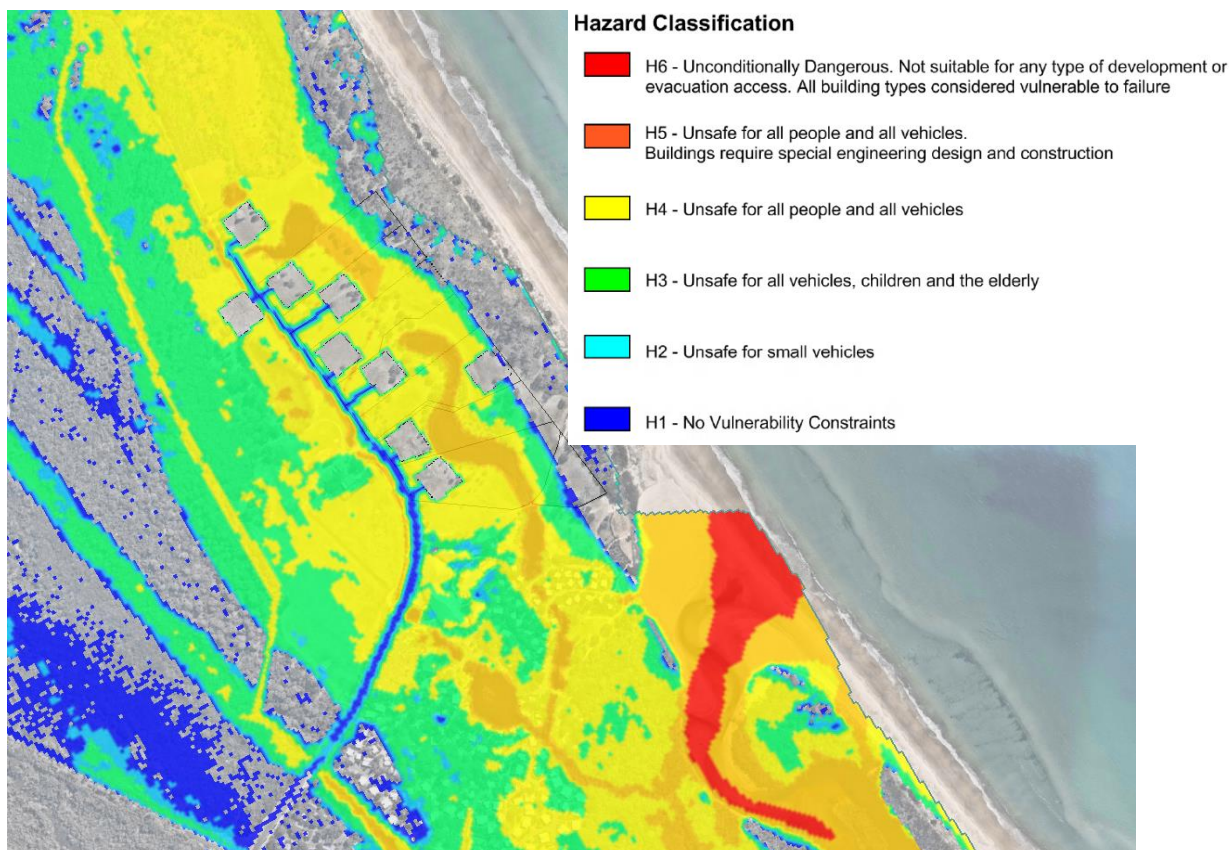 Hazard Classification
H6 - Unconditionally Dangerous. Not suitable for any type of development or
evacuation access. All building types considered vulnerable to failure
H5 - Unsafe for all people and all vehicles.
Buildings require special engineering design and construction
H4 - Unsafe for all people and all vehicles
H3 - Unsafe for all vehicles, children and the elderly
H2 - Unsafe for small vehicles
H1 - No Vulnerability Constraints